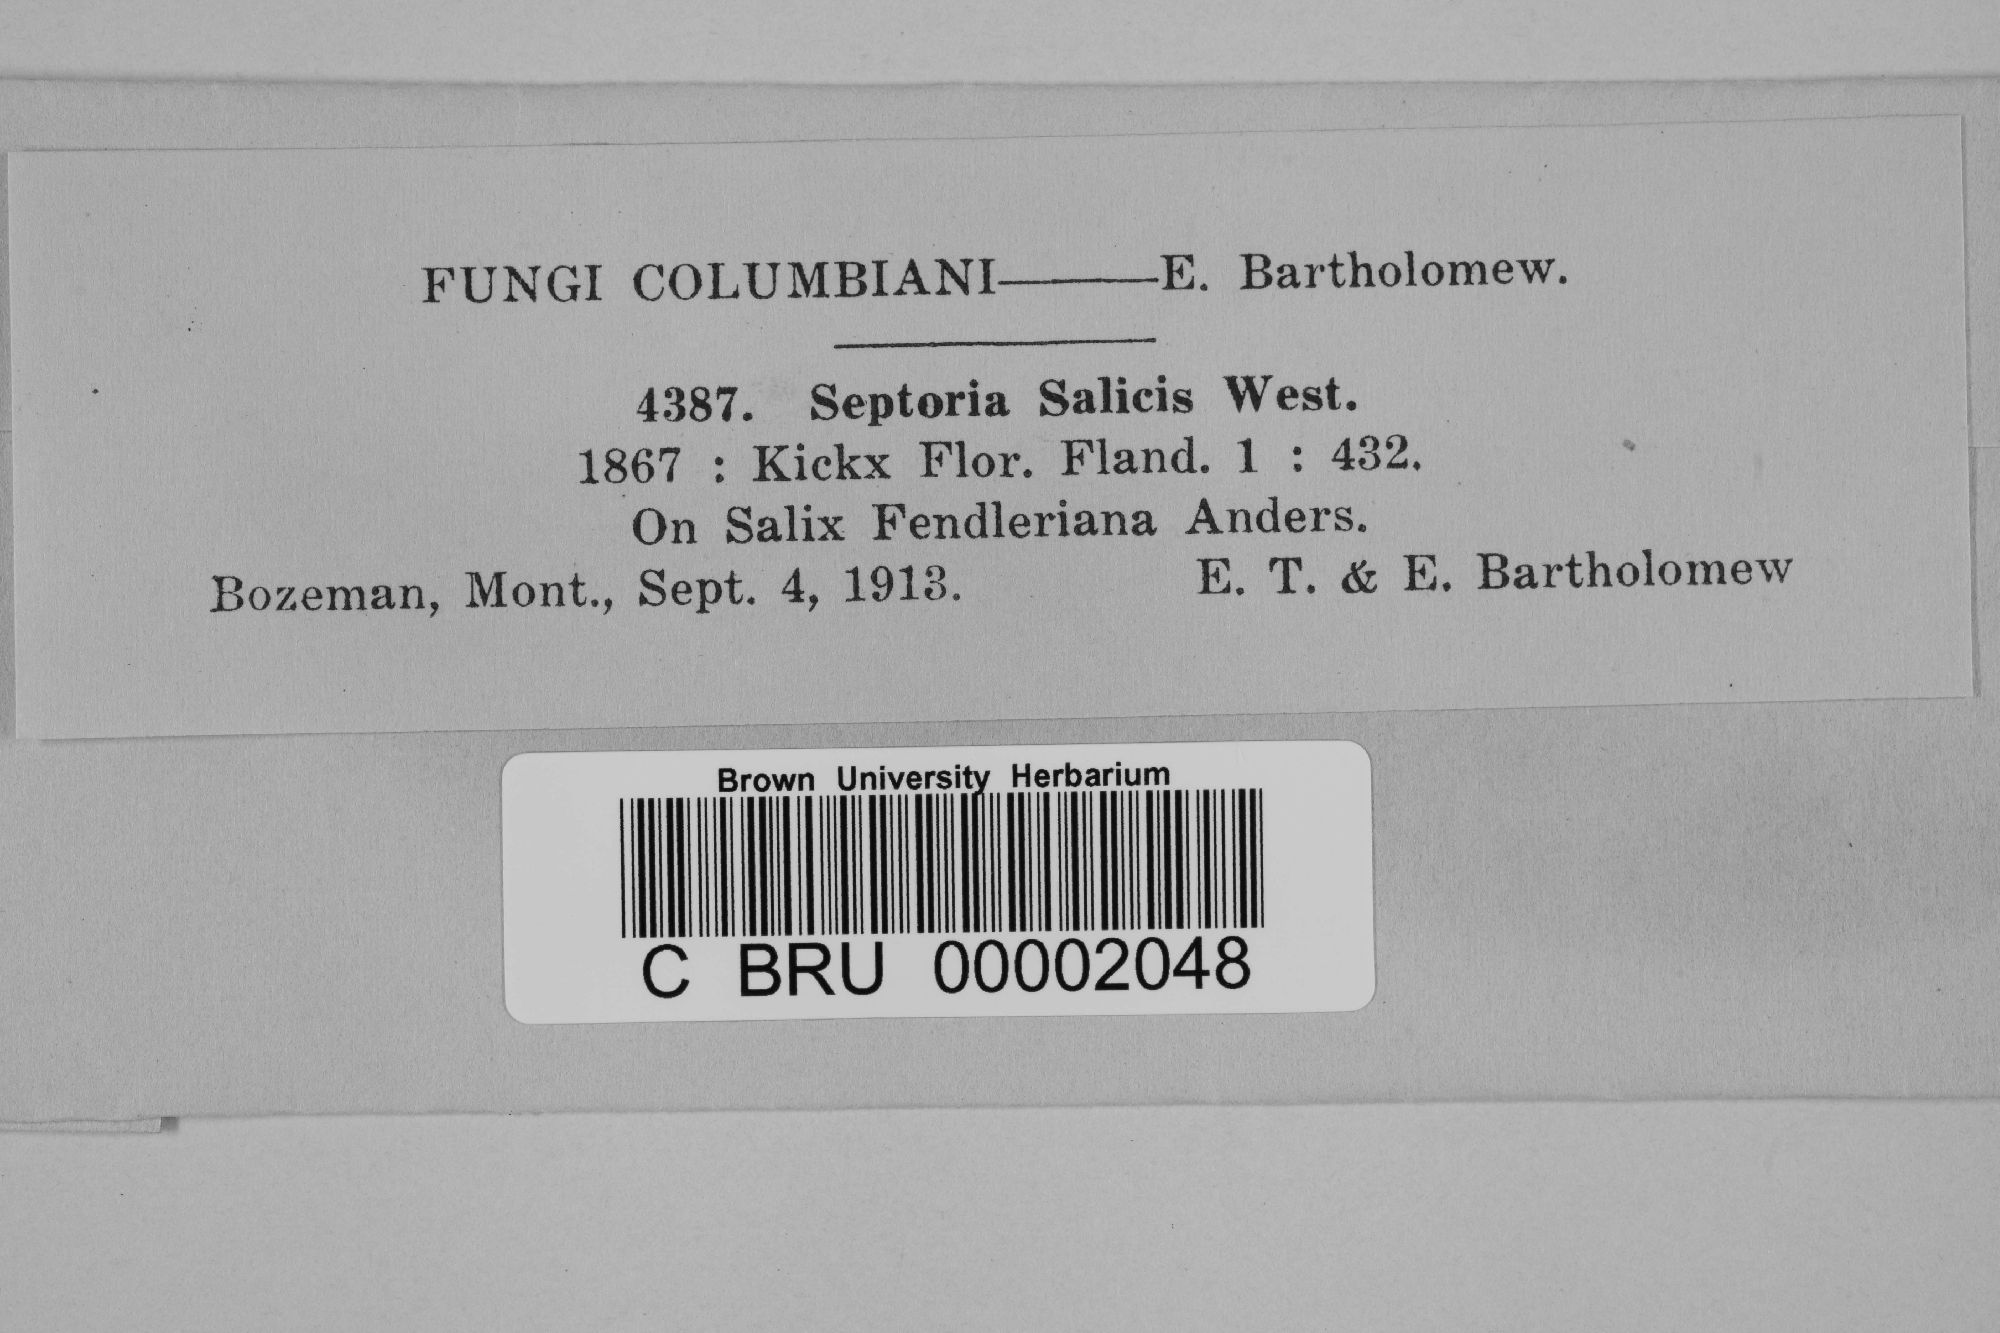 FUNGI COLUMBIANI——E. Bartholomew.
4387. Septoria Salicis West.
1867 : Kickx Flor. Fland. 1 : 432.
On Salix Fendleriana Anders.
Bozeman, Mont., Sept. 4, 1913. E. T. & E. Bartholomew
Brown University Herbarium
C BRU 00002048